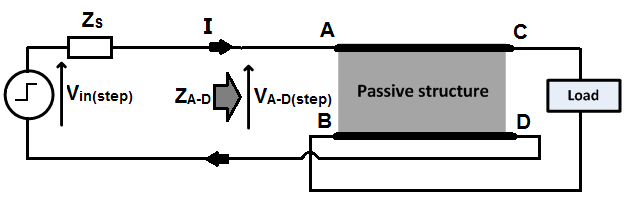 Zs
I
A
C
Vin(step)
ZA-D
VA-D(step)
Passive structure
Load
B
D